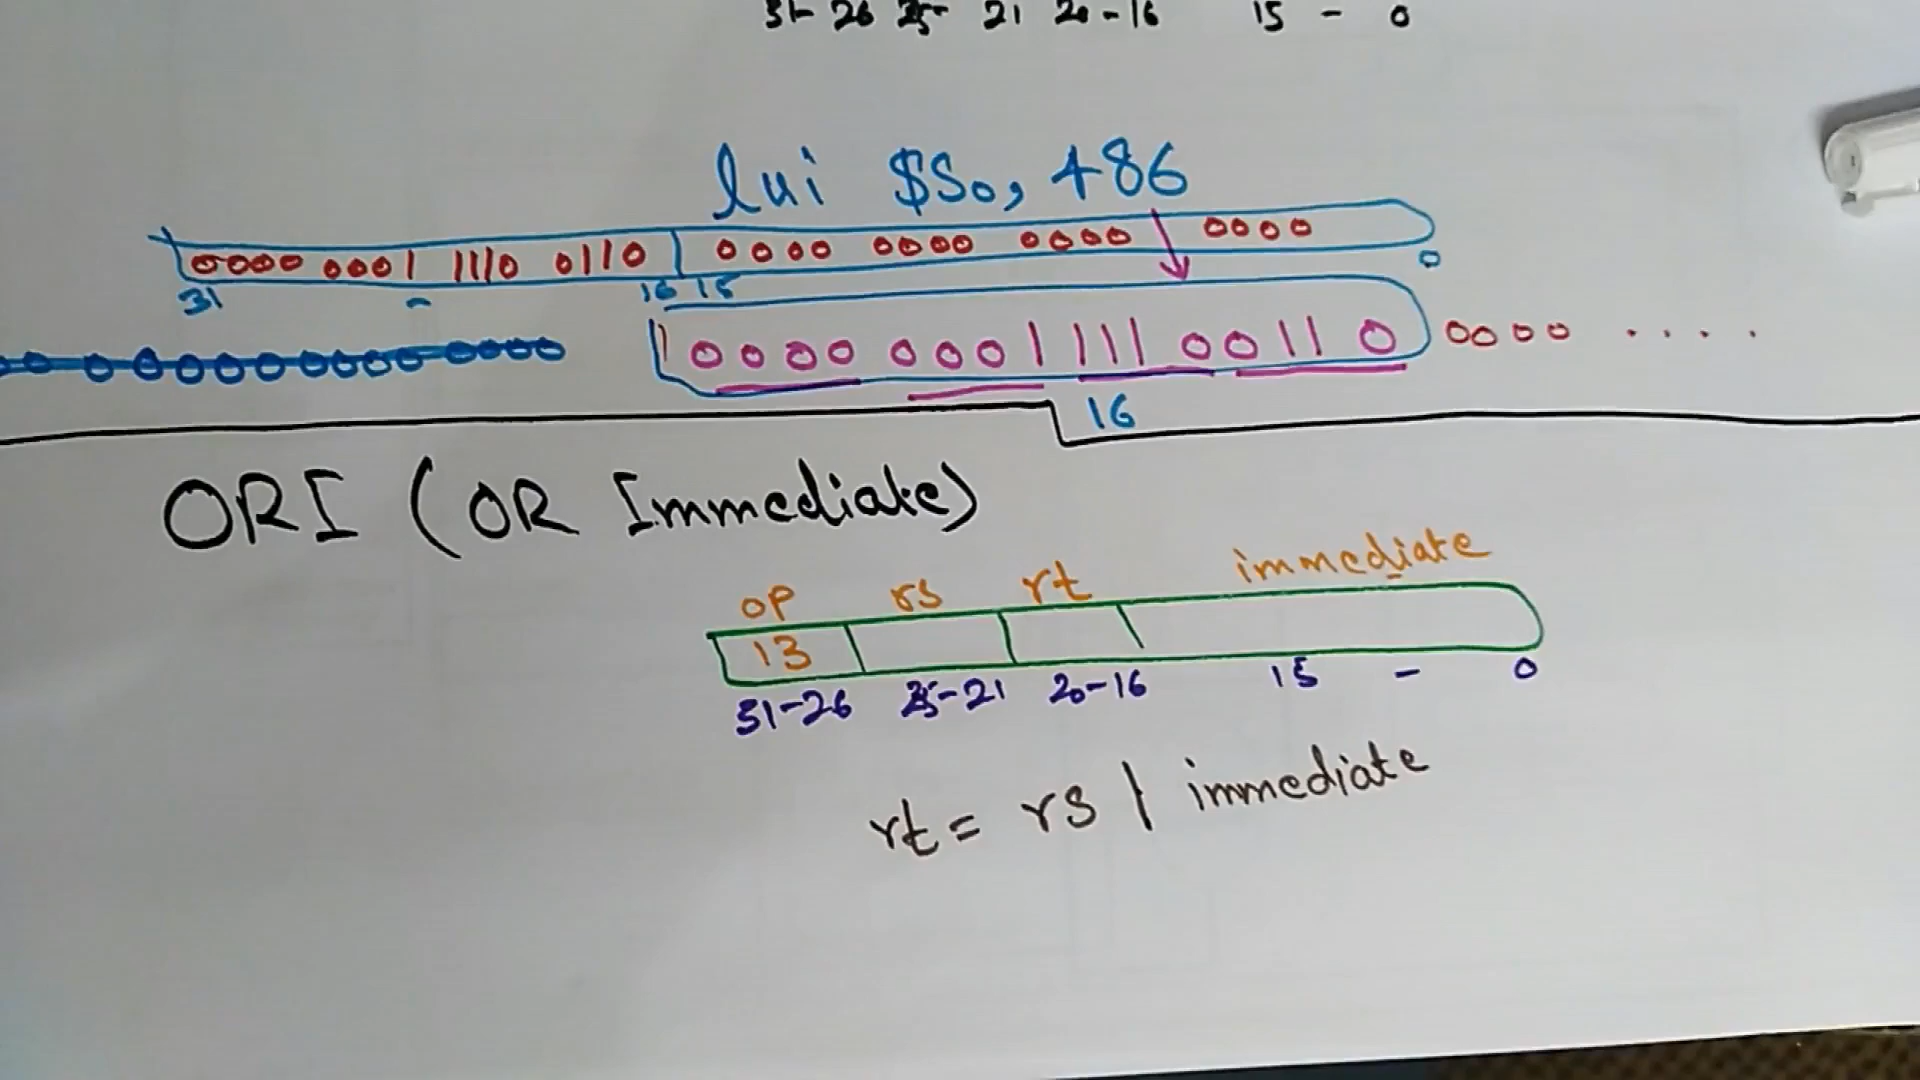 31-26 25-21 20-16 15 - 0
lui $S0, 486
0000 0001 1110 0110 0000 0000 0000 0000
31 - 16 15 0
0000 0001 1110 0110 0000 ....
16
ORI (OR Immediate)
op rs rt immediate
13
31-26 25-21 20-16 15 - 0
rt = rs | immediate